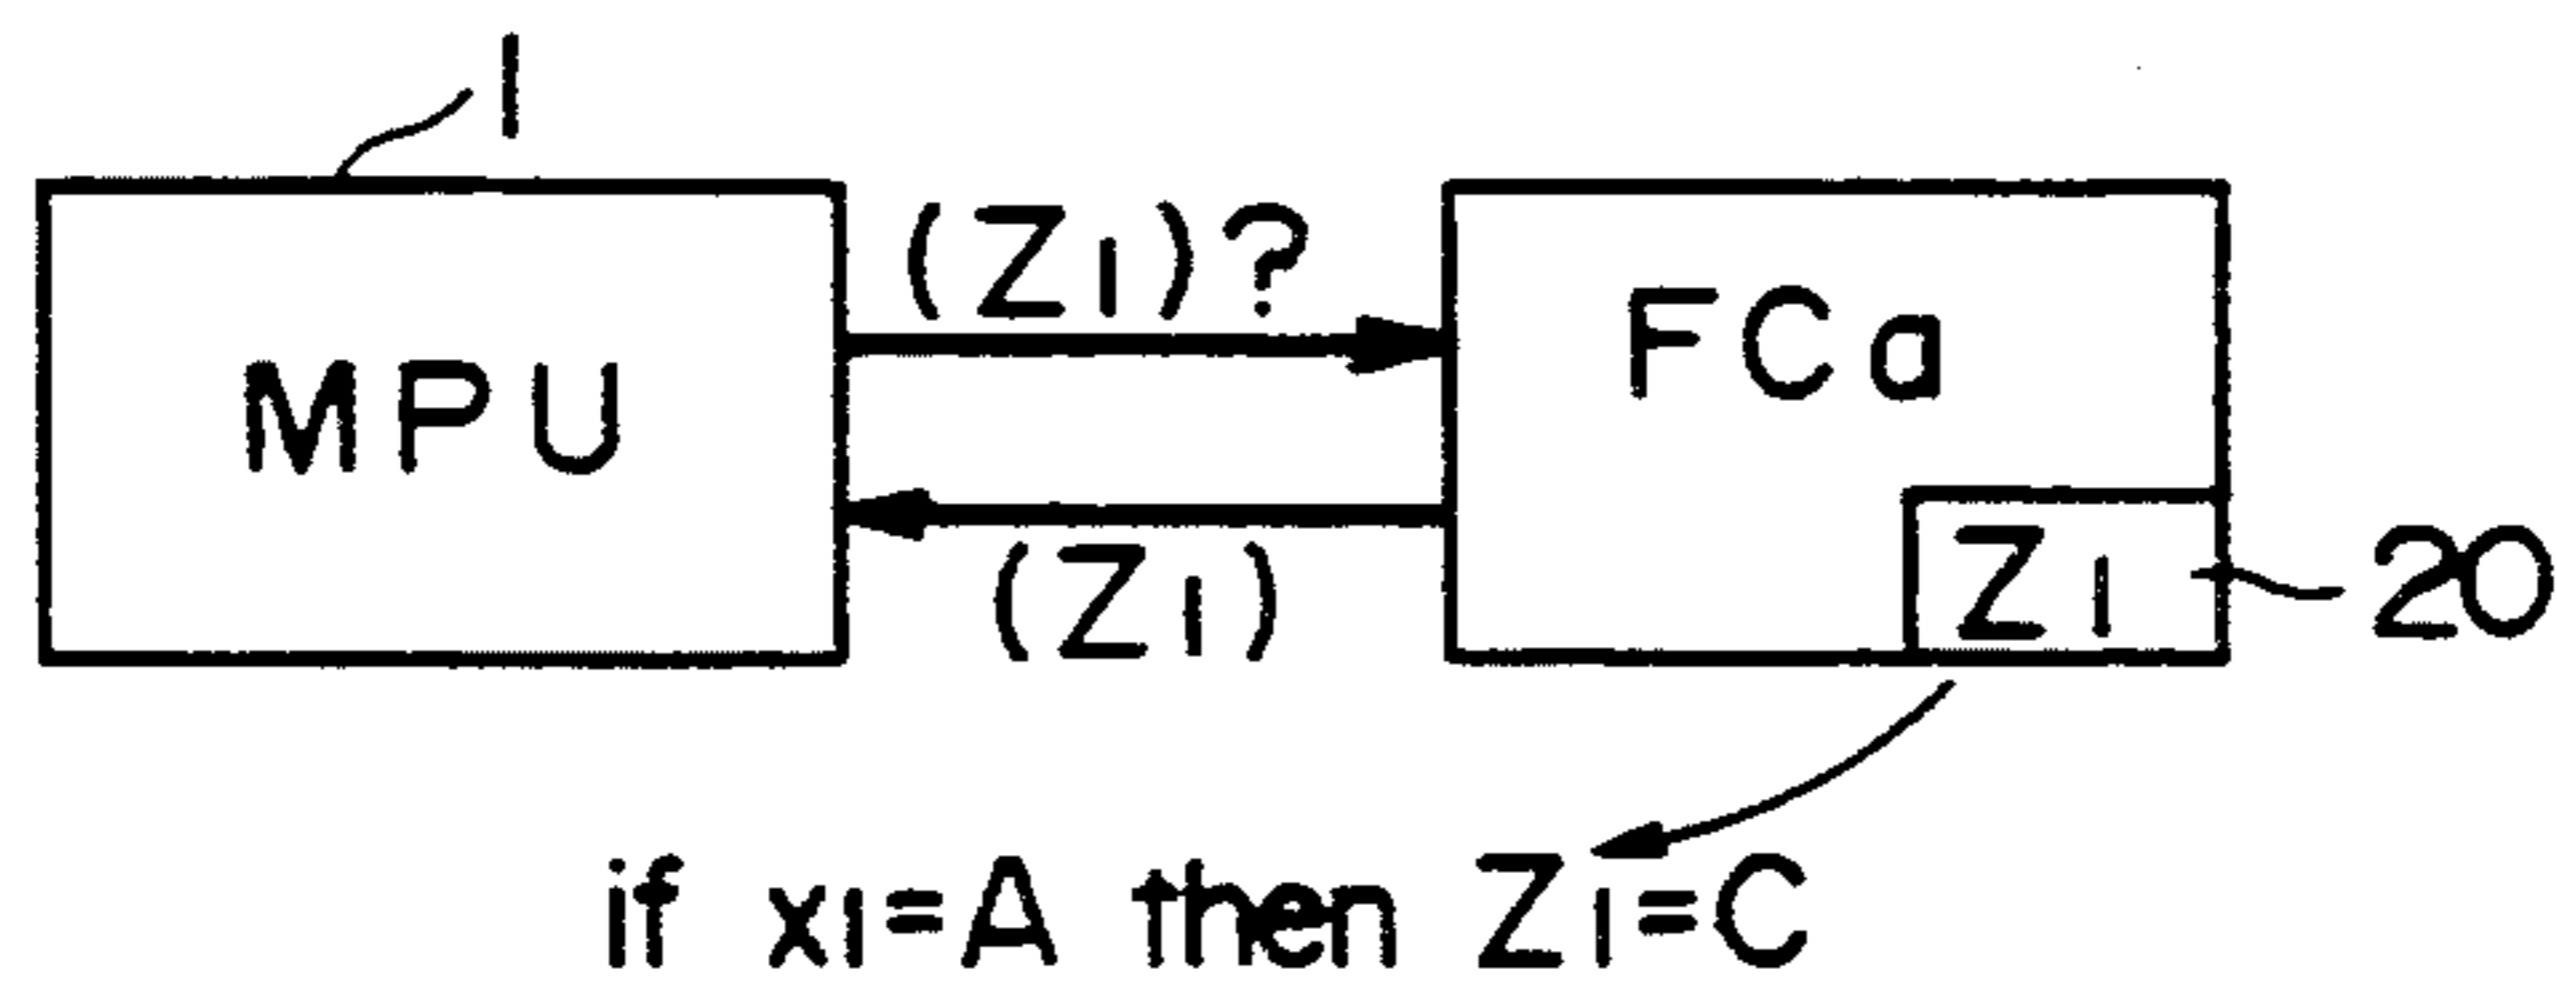 1
(Z1)?
MPU
FCa
(Z1)
Z1
20
if x1=A then Z1=C